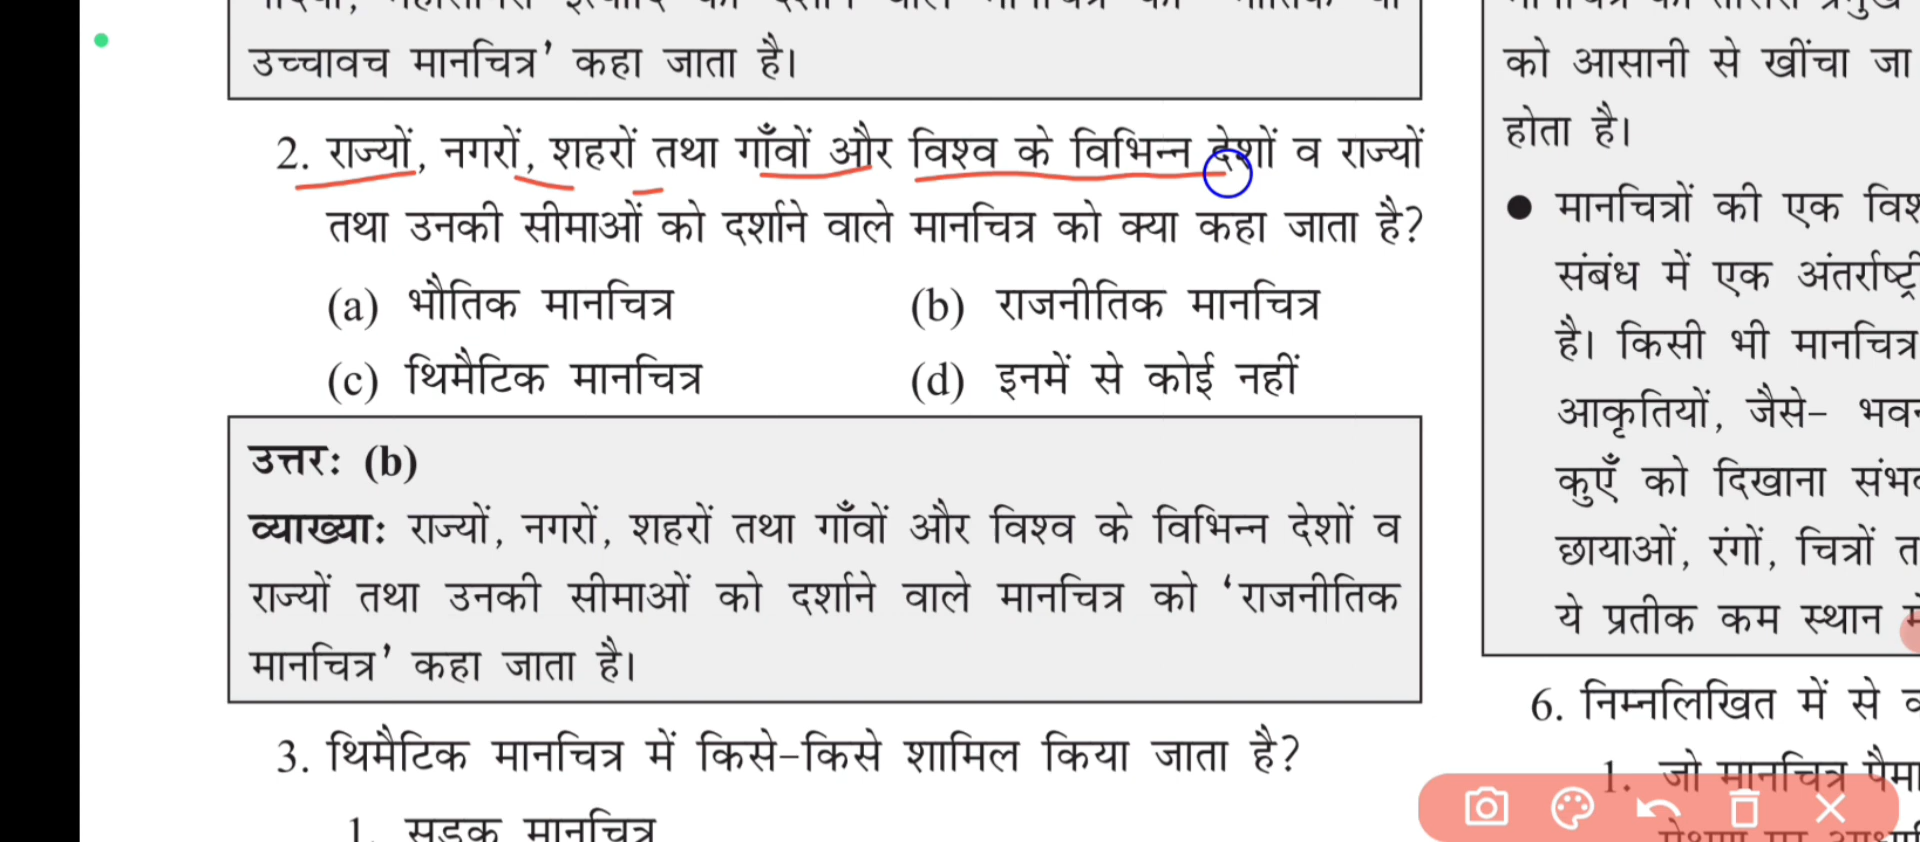 उच्चावच मानचित्र’ कहा जाता है।
2. राज्यों, नगरों, शहरों तथा गाँवों और विश्व के विभिन्न देशों व राज्यों
तथा उनकी सीमाओं को दर्शाने वाले मानचित्र को क्या कहा जाता है?
(a) भौतिक मानचित्र (b) राजनीतिक मानचित्र
(c) थिमैटिक मानचित्र (d) इनमें से कोई नहीं
उत्तरः (b)
व्याख्याः राज्यों, नगरों, शहरों तथा गाँवों और विश्व के विभिन्न देशों व
राज्यों तथा उनकी सीमाओं को दर्शाने वाले मानचित्र को ‘राजनीतिक
मानचित्र’ कहा जाता है।
3. थिमैटिक मानचित्र में किसे-किसे शामिल किया जाता है?
1. सड़क मानचित्र
को आसानी से खींचा जा
होता है।
● मानचित्रों की एक
संबंध में एक
है। किसी भी मानचित्र
आकृतियों, जैसे-
कुएँ को दिखाना
छायाओं, रंगों, चित्रों
ये प्रतीक कम स्थान
6. निम्नलिखित में से
1. जो मानचित्र